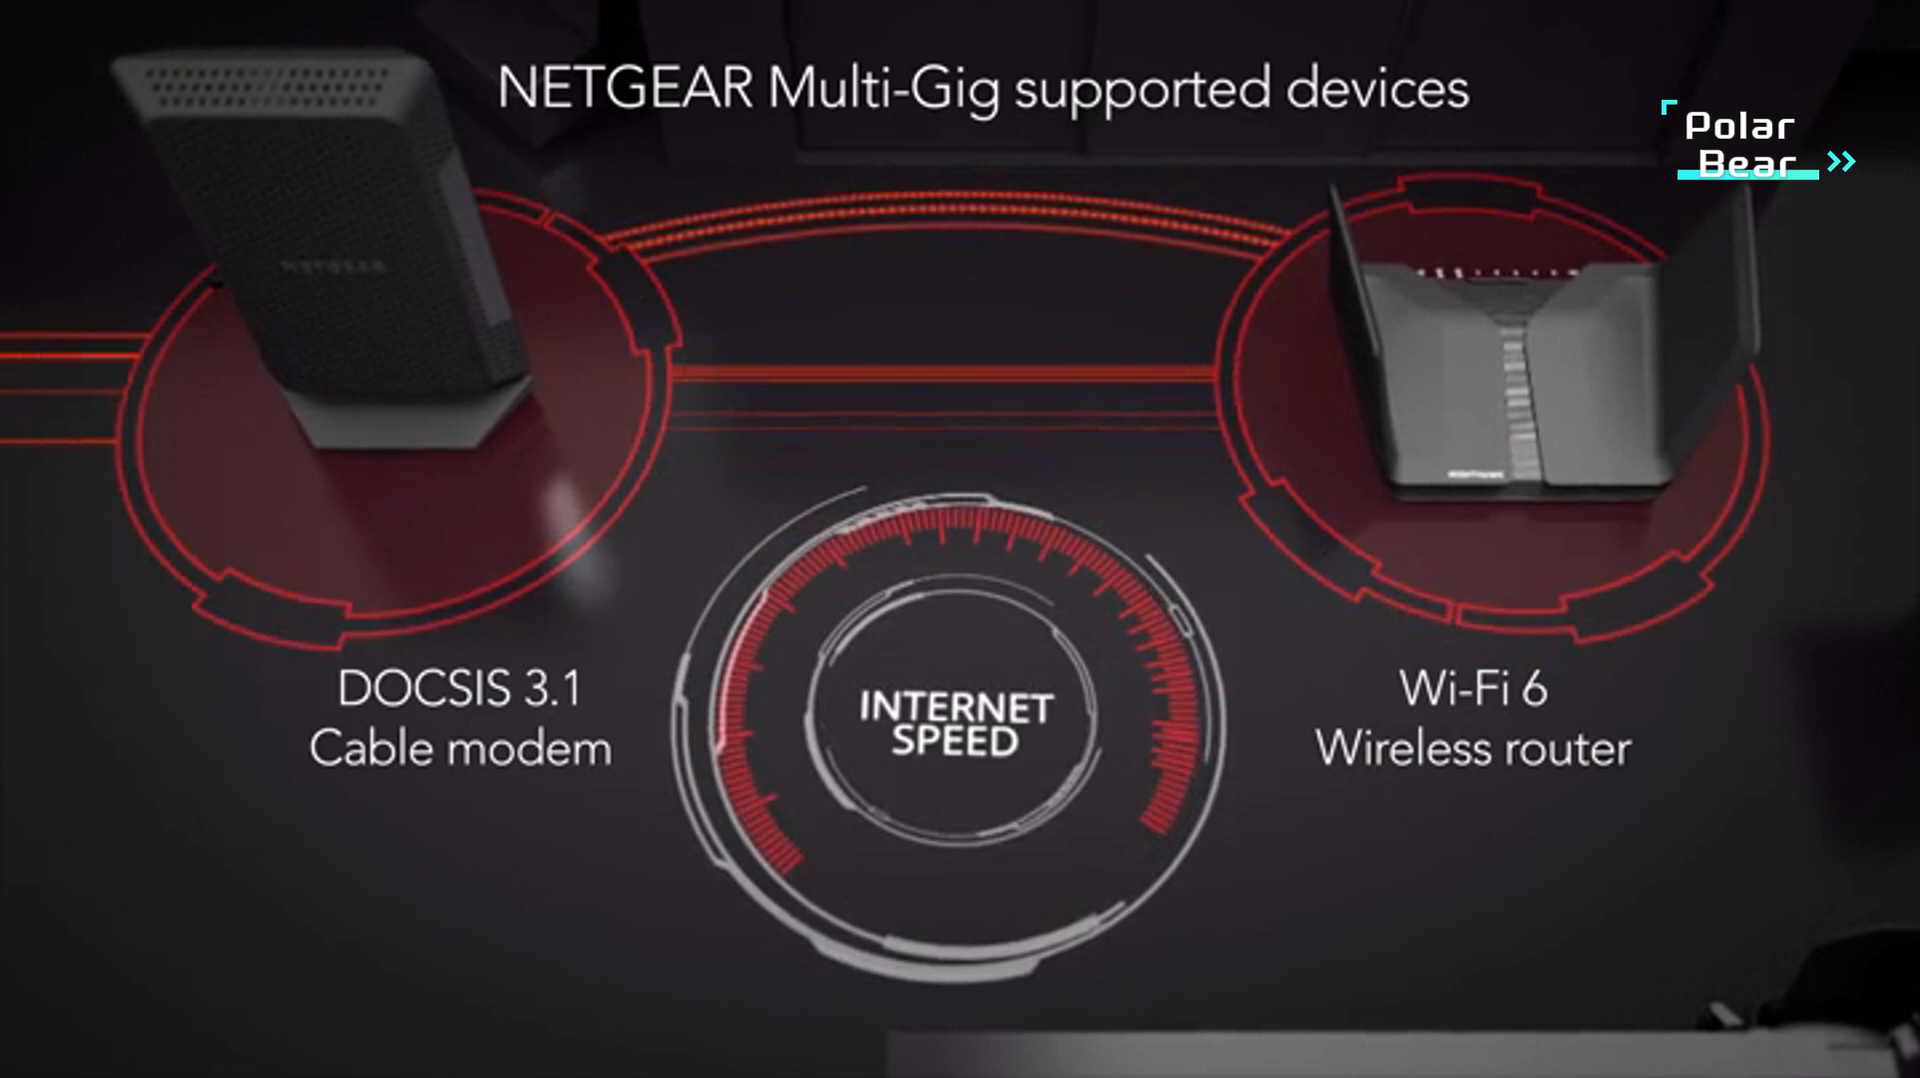 NETGEAR Multi-Gig supported devices
Polar
Bear
NETGEAR
DOCSIS 3.1
Cable modem
INTERNET
SPEED
Wi-Fi 6
Wireless router